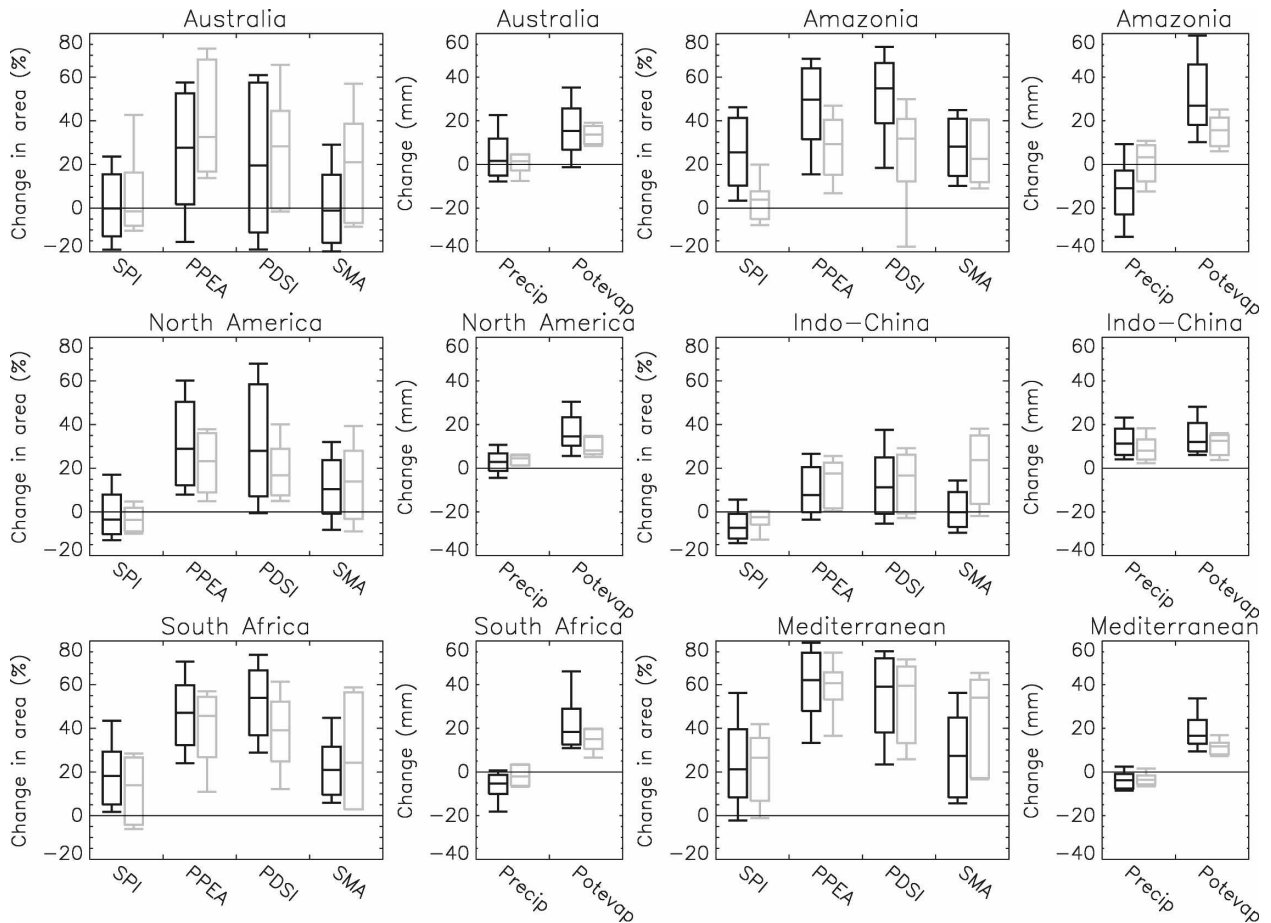 Australia
Change in area (%)
80
60
40
20
0
−20
SPI
PPEA
PDSI
SMA
Australia
Change (mm)
60
40
20
0
−20
−40
Precip
Potevap
Amazonia
Change in area (%)
80
60
40
20
0
−20
SPI
PPEA
PDSI
SMA
Amazonia
Change (mm)
60
40
20
0
−20
−40
Precip
Potevap
North America
Change in area (%)
80
60
40
20
0
−20
SPI
PPEA
PDSI
SMA
North America
Change (mm)
60
40
20
0
−20
−40
Precip
Potevap
Indo−China
Change in area (%)
80
60
40
20
0
−20
SPI
PPEA
PDSI
SMA
Indo−China
Change (mm)
60
40
20
0
−20
−40
Precip
Potevap
South Africa
Change in area (%)
80
60
40
20
0
−20
SPI
PPEA
PDSI
SMA
South Africa
Change (mm)
60
40
20
0
−20
−40
Precip
Potevap
Mediterranean
Change in area (%)
80
60
40
20
0
−20
SPI
PPEA
PDSI
SMA
Mediterranean
Change (mm)
60
40
20
0
−20
−40
Precip
Potevap